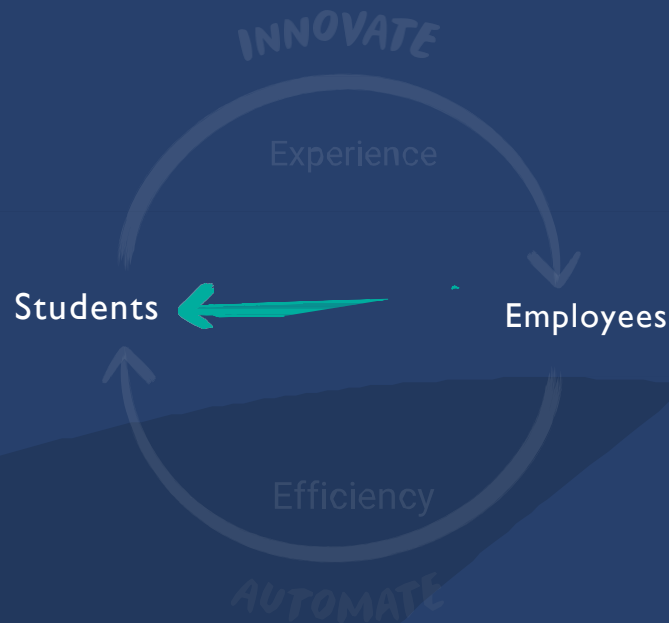 INNOVATE
Experience
Students
Employees
Efficiency
AUTOMATE